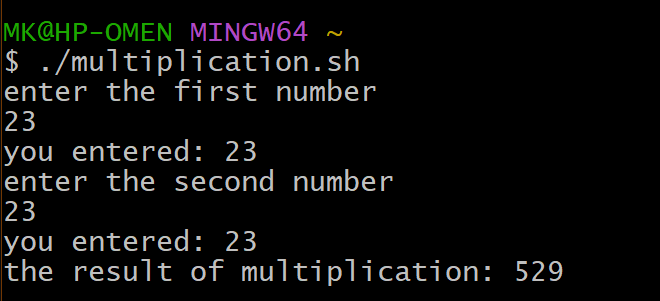 MK@HP-OMEN MINGW64 ~
$ ./multiplication.sh
enter the first number
23
you entered: 23
enter the second number
23
you entered: 23
the result of multiplication: 529